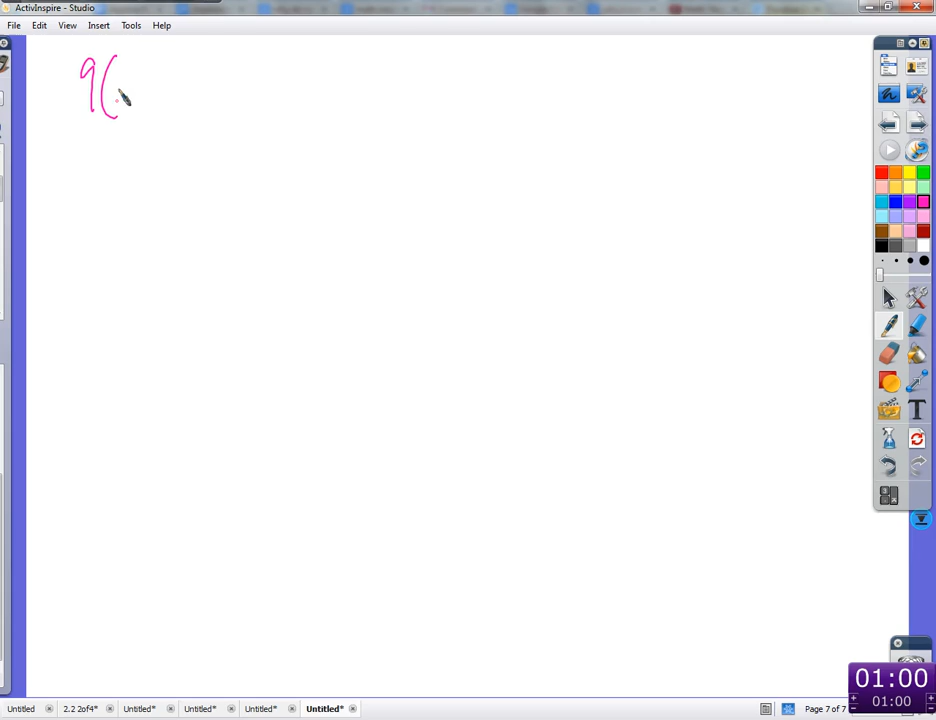 ActivInspire - Studio
File Edit View Insert Tools Help
9(
01:00
01:00
Untitled 2.2 2of4* Untitled* Untitled* Untitled* Untitled* Page 7 of 7